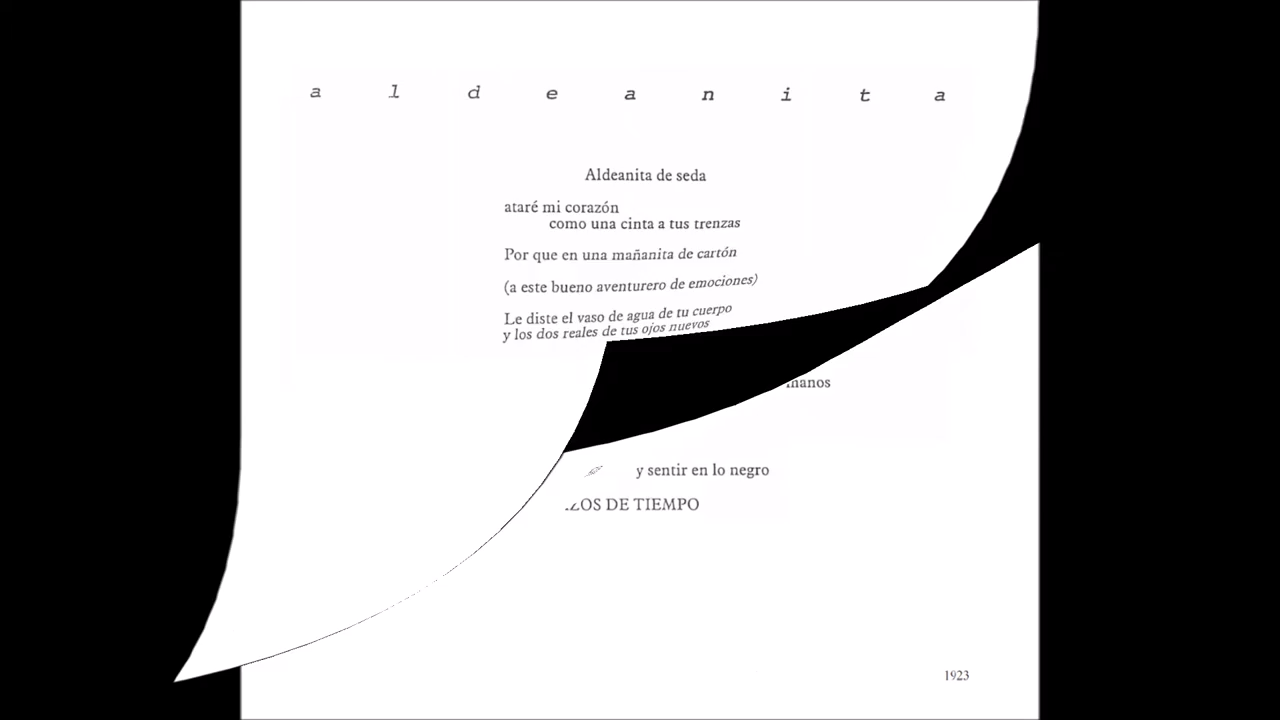 a l d e a n i t a
Aldeanita de seda
ataré mi corazón
como una cinta a tus trenzas
Por que en una mañanita de cartón
(a este bueno aventurero de emociones)
Le diste el vaso de agua de tu cuerpo
y los dos reales de tus ojos nuevos
y sentir en lo negro
DE TIEMPO
1923